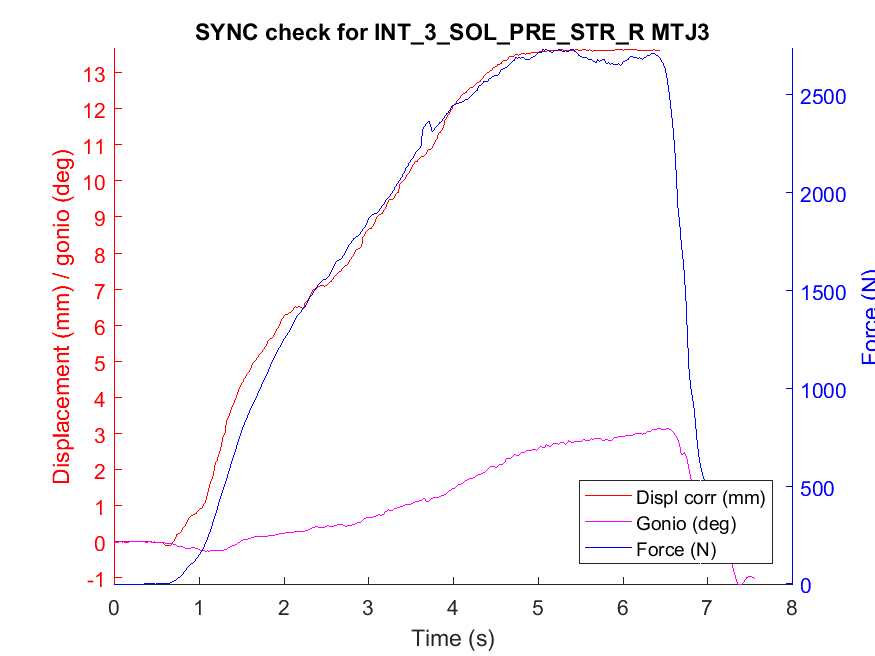 SYNC check for INT_3_SOL_PRE_STR_R MTJ3
Displacement (mm) / gonio (deg)
13
12
11
10
9
8
7
6
5
4
3
2
1
0
-1
2500
2000
1500
1000
500
0
Force (N)
Displ corr (mm)
Gonio (deg)
Force (N)
0 1 2 3 4 5 6 7 8
Time (s)